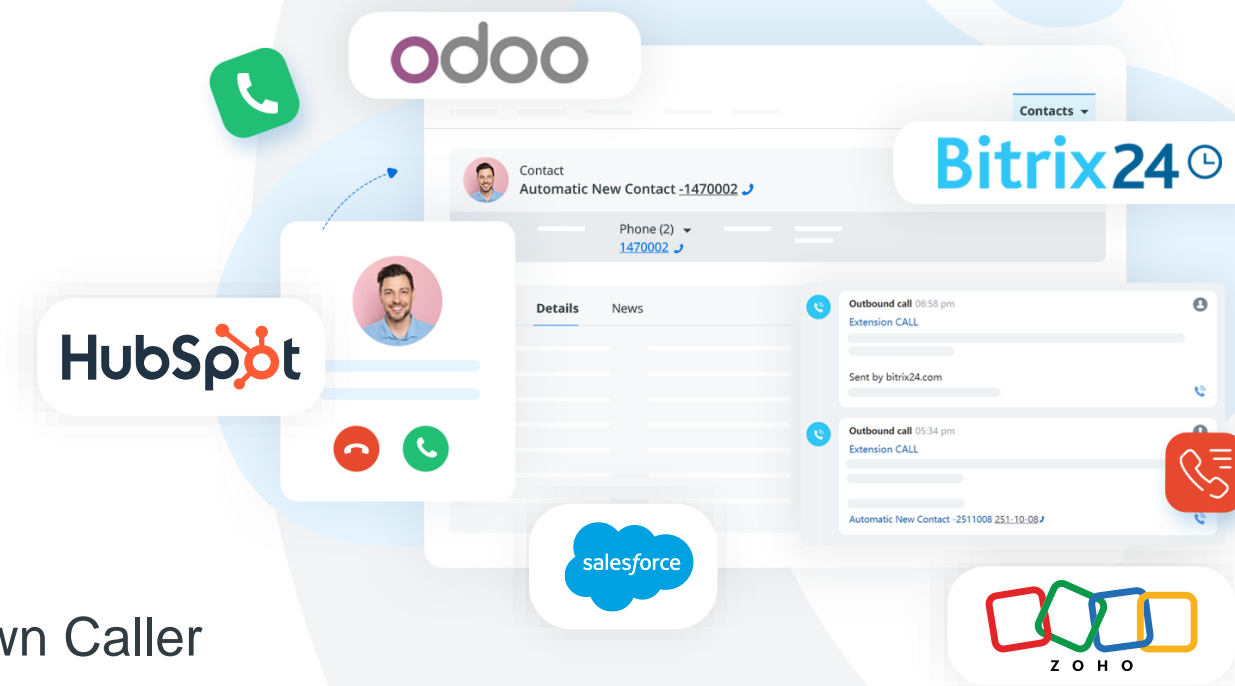 odoo
Contacts
Bitrix24
Contact
Automatic New Contact -1470002
Phone (2)
1470002
HubSpot
Details News
Outbound call 06:58 pm
Extension CALL
Sent by bitrix24.com
Outbound call 05:34 pm
Extension CALL
Automatic New Contact -2511008 251-10-08
salesforce
wn Caller
ZOHO